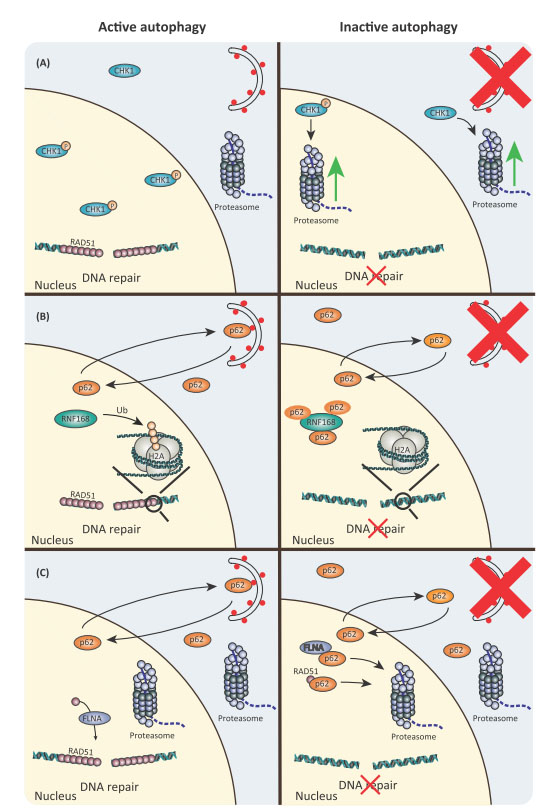 Active autophagy
Inactive autophagy
(A)
CHK1
CHK1 P
CHK1 P
CHK1 P
Proteasome
RAD51
DNA repair
Nucleus
CHK1 P
CHK1
Proteasome
Proteasome
DNA repair
Nucleus
(B)
p62
p62
p62
RNF168
Ub
H2A
RAD51
DNA repair
Nucleus
p62
p62
p62
p62
p62
RNF168
p62
H2A
DNA repair
Nucleus
(C)
p62
p62
p62
FLNA
Proteasome
RAD51
DNA repair
Nucleus
p62
p62
p62
FLNA
p62
p62
RAD51
p62
Proteasome
Proteasome
DNA repair
Nucleus